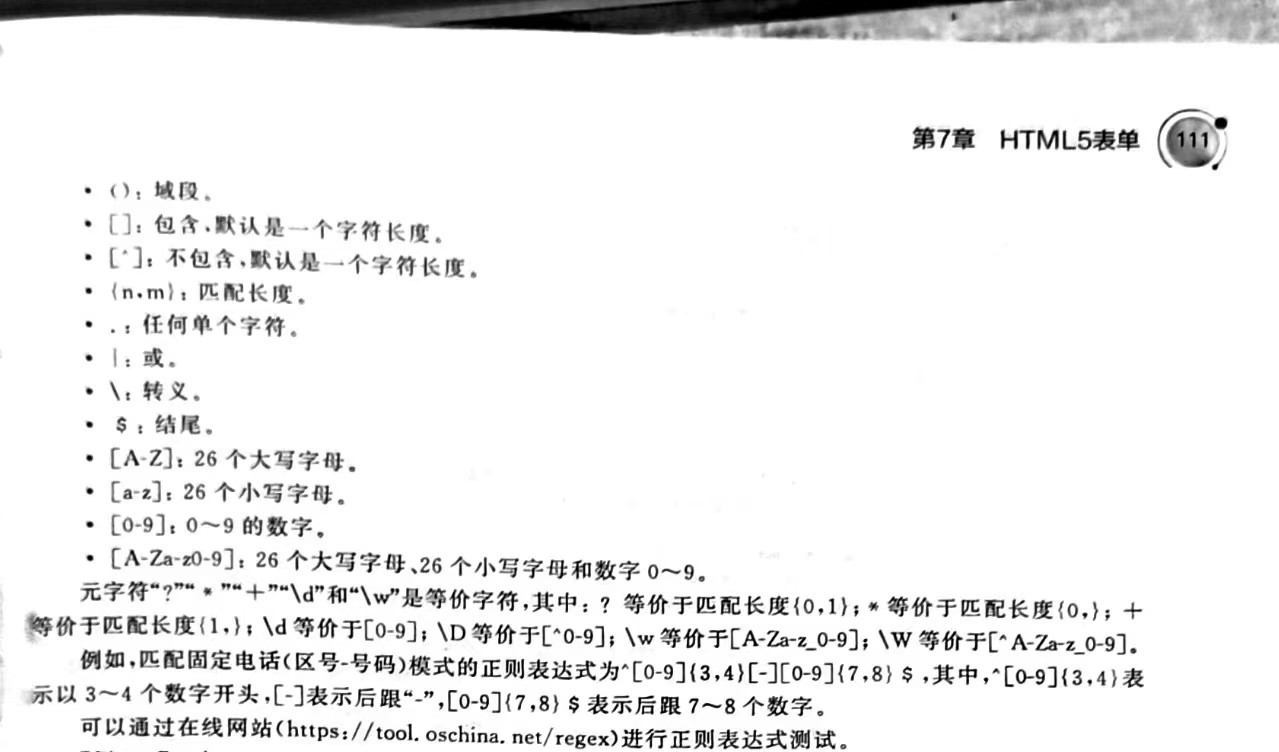 第7章 HTML5表单 111
• (): 域段。
• []: 包含,默认是一个字符长度。
• [^]: 不包含,默认是一个字符长度。
• {n,m}: 匹配长度。
• .: 任何单个字符。
• |: 或。
• \: 转义。
• $: 结尾。
• [A-Z]: 26 个大写字母。
• [a-z]: 26 个小写字母。
• [0-9]: 0～9 的数字。
• [A-Za-z0-9]: 26 个大写字母、26 个小写字母和数字 0～9。
元字符“?”“*”“+”“\d”和“\w”是等价字符,其中: ? 等价于匹配长度{0,1}; * 等价于匹配长度{0,}; +
等价于匹配长度{1,}; \d 等价于[0-9]; \D 等价于[^0-9]; \w 等价于[A-Za-z_0-9]; \W 等价于[^A-Za-z_0-9]。
例如,匹配固定电话(区号-号码)模式的正则表达式为^[0-9]{3,4}[-][0-9]{7,8}$,其中,^[0-9]{3,4}表
示以 3～4 个数字开头,[-]表示后跟“-”,[0-9]{7,8}$表示后跟 7～8 个数字。
可以通过在线网站(https://tool.oschina.net/regex)进行正则表达式测试。